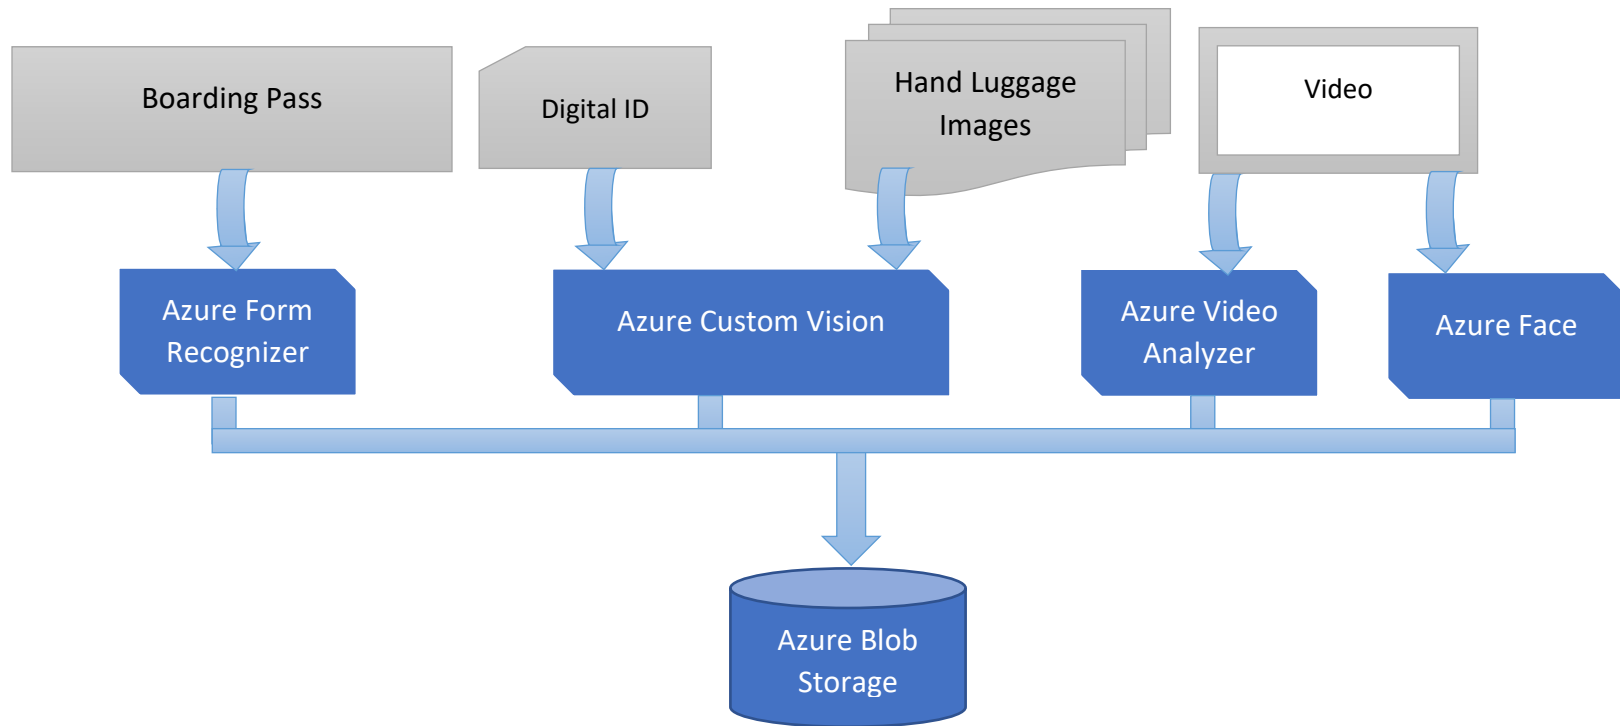 Boarding Pass
Digital ID
Hand Luggage
Images
Video
Azure Form
Recognizer
Azure Custom Vision
Azure Video
Analyzer
Azure Face
Azure Blob
Storage